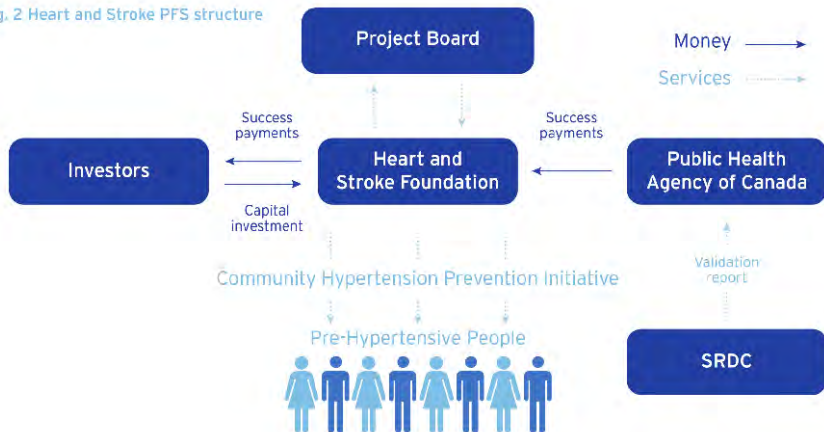 g. 2 Heart and Stroke PFS structure
Project Board
Money
Services
Success
payments
Success
payments
Investors
Heart and
Stroke Foundation
Public Health
Agency of Canada
Capital
investment
Validation
report
Community Hypertension Prevention Initiative
Pre-Hypertensive People
SRDC